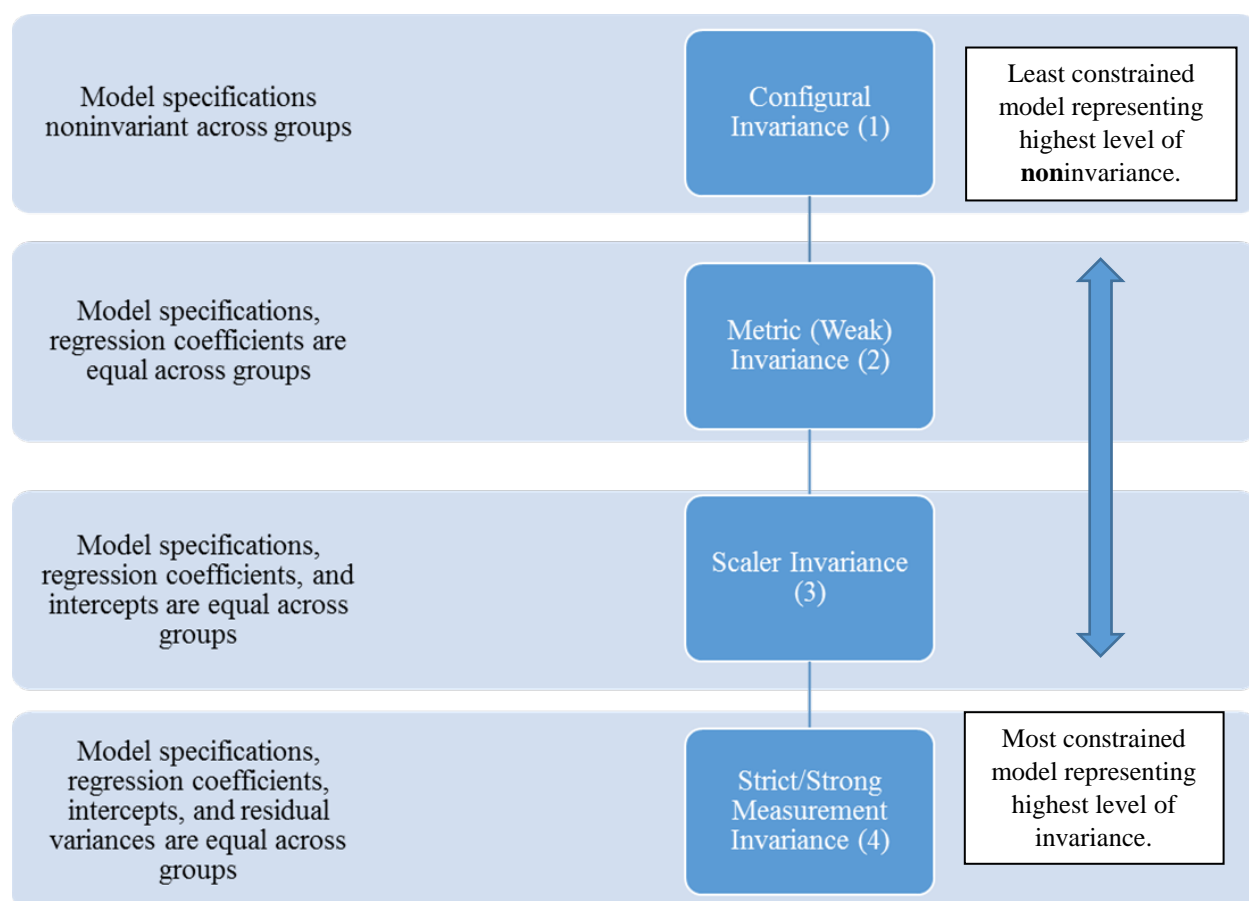 Model specifications
noninvariant across groups
Configural
Invariance (1)
Least constrained
model representing
highest level of
noninvariance.
Model specifications,
regression coefficients are
equal across groups
Metric (Weak)
Invariance (2)
Model specifications,
regression coefficients, and
intercepts are equal across
groups
Scaler Invariance
(3)
Model specifications,
regression coefficients,
intercepts, and residual
variances are equal across
groups
Strict/Strong
Measurement
Invariance (4)
Most constrained
model representing
highest level of
invariance.